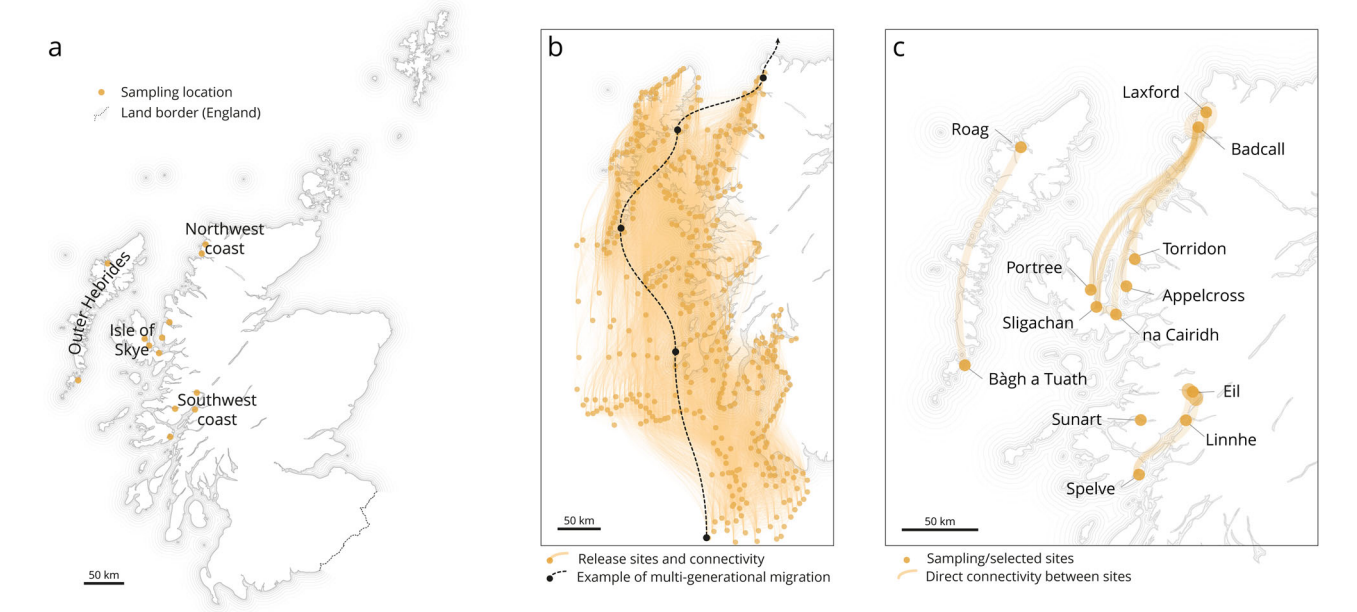 a
Sampling location
Land border (England)
Northwest
coast
Outer Hebrides
Isle of
Skye
Southwest
coast
50 km
b
50 km
Release sites and connectivity
Example of multi-generational migration
c
Laxford
Roag
Badcall
Torridon
Portree
Appelcross
Sligachan
na Cairidh
Bàgh a Tuath
Eil
Sunart
Linnhe
Spelve
50 km
Sampling/selected sites
Direct connectivity between sites